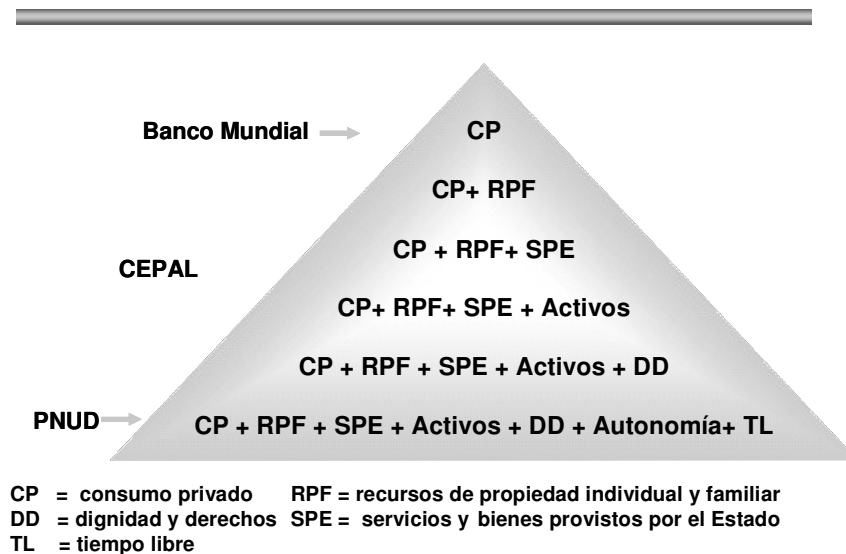 Banco Mundial
CP
CP+ RPF
CP + RPF+ SPE
CEPAL
CP+ RPF+ SPE + Activos
CP + RPF + SPE + Activos + DD
PNUD
CP + RPF + SPE + Activos + DD + Autonomía+ TL
CP = consumo privado RPF = recursos de propiedad individual y familiar
DD = dignidad y derechos SPE = servicios y bienes provistos por el Estado
TL = tiempo libre